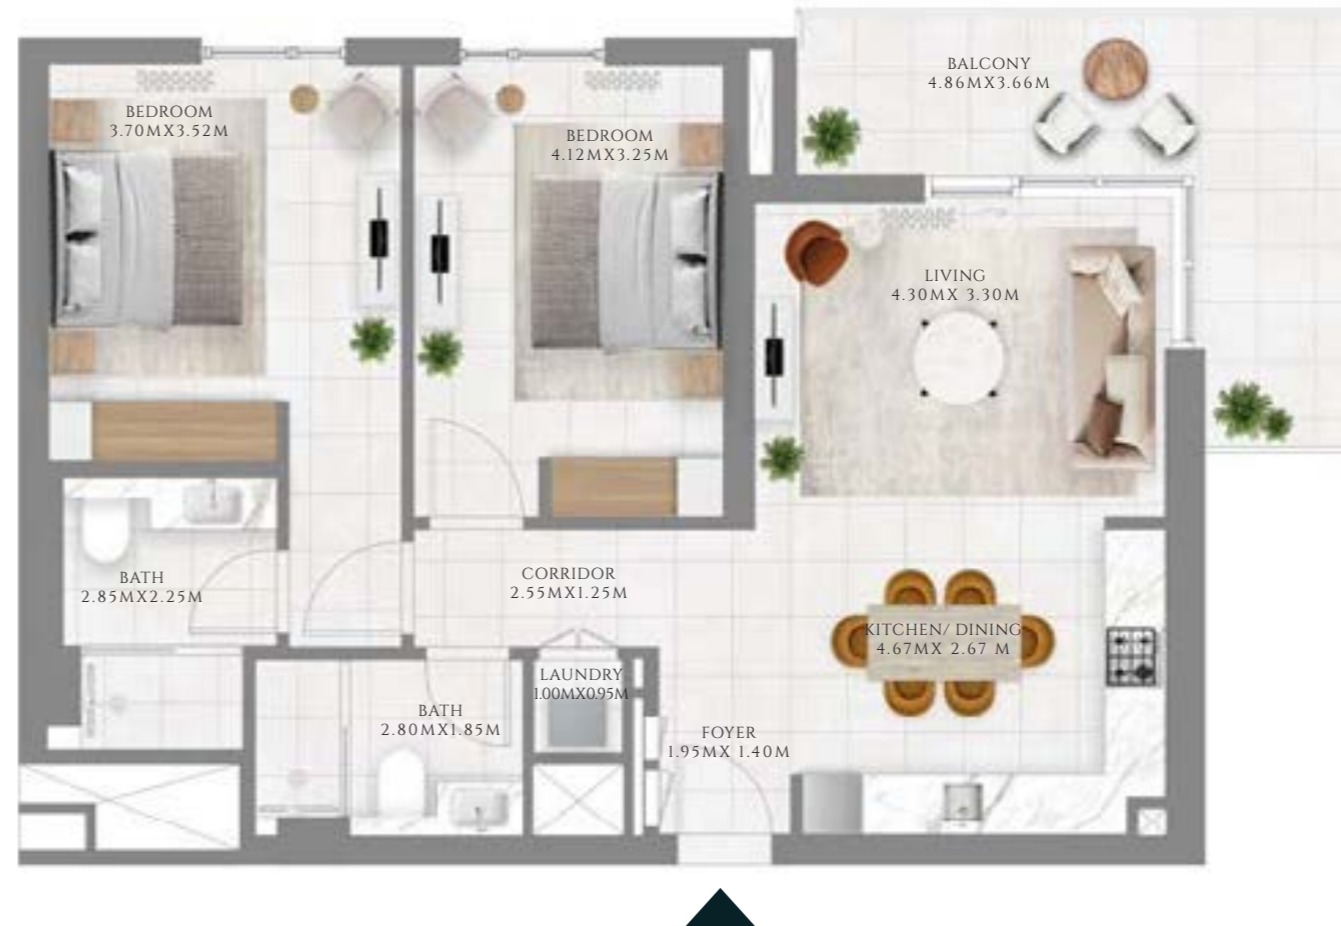 BALCONY
4.86MX3.66M
BEDROOM
3.70MX3.52M
BEDROOM
4.12MX3.25M
LIVING
4.30MX 3.30M
CORRIDOR
2.55MX1.25M
BATH
2.85MX2.25M
KITCHEN/ DINING
4.67MX 2.67 M
LAUNDRY
1.00MX0.95M
BATH
2.80MX1.85M
FOYER
1.95MX 1.40M